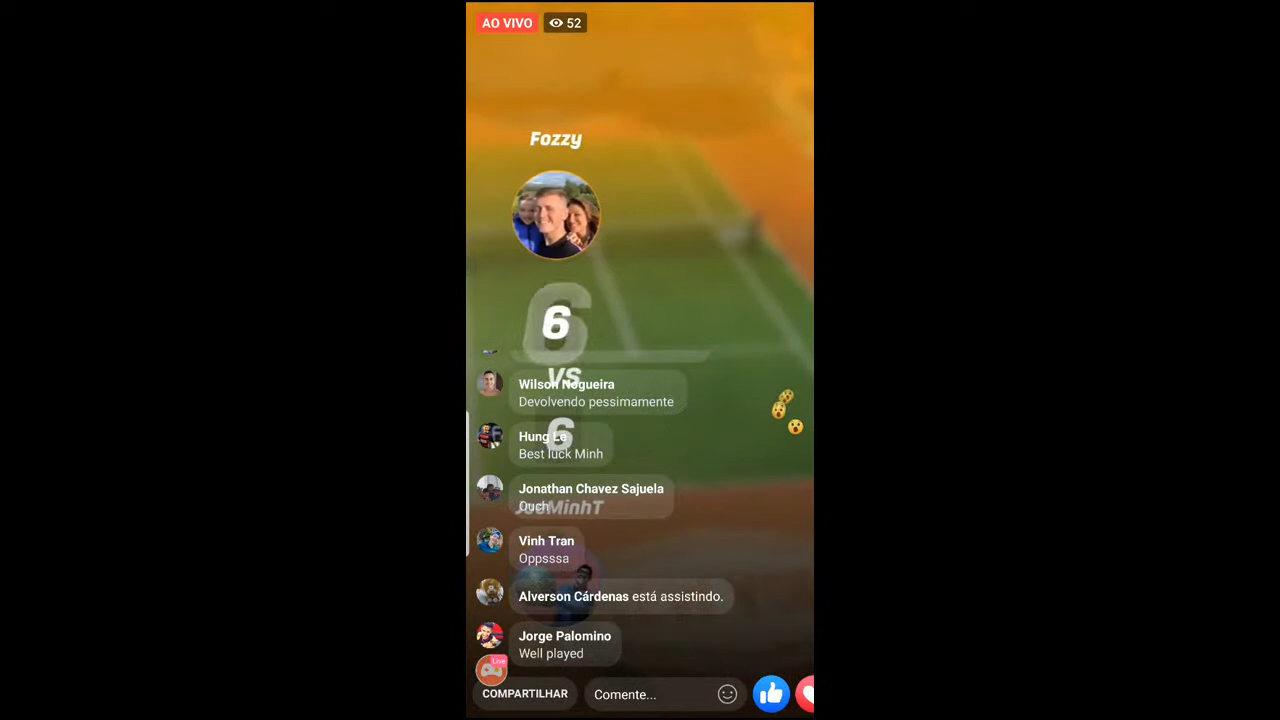 AO VIVO 52
Fozzy
6
VS
Wilson Nogueira
Devolvendo pessimamente
6
Hung Le
Best luck Minh
Jonathan Chavez Sajuela
Ouch
JoeMinhT
Vinh Tran
Oppsssa
Alverson Cárdenas está assistindo.
Jorge Palomino
Well played
Live
COMPARTILHAR
Comente...